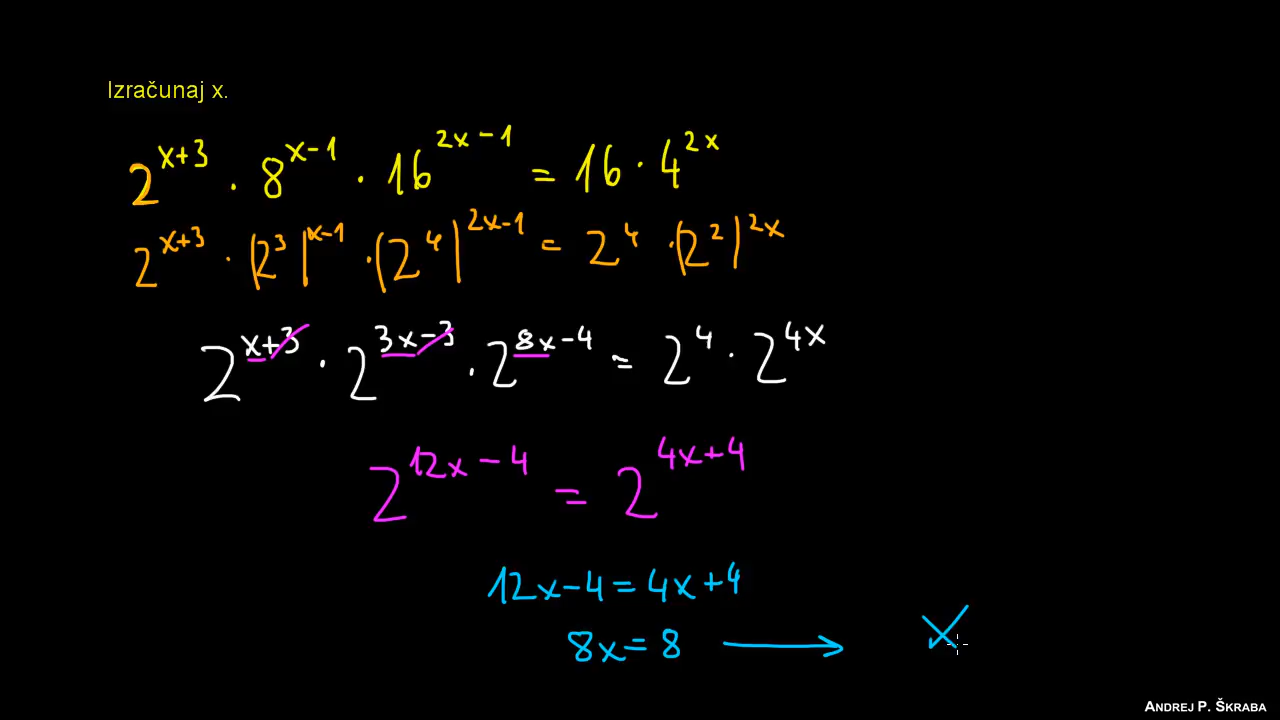 Izračunaj x.
2^{x+3} · 8^{x-1} · 16^{2x-1} = 16 · 4^{2x}
2^{x+3} · (2^3)^{x-1} · (2^4)^{2x-1} = 2^4 · (2^2)^{2x}
2^{x+3} · 2^{3x-3} · 2^{8x-4} = 2^4 · 2^{4x}
2^{12x-4} = 2^{4x+4}
12x-4=4x+4
8x=8 → x
ANDREJ P. ŠKRABA